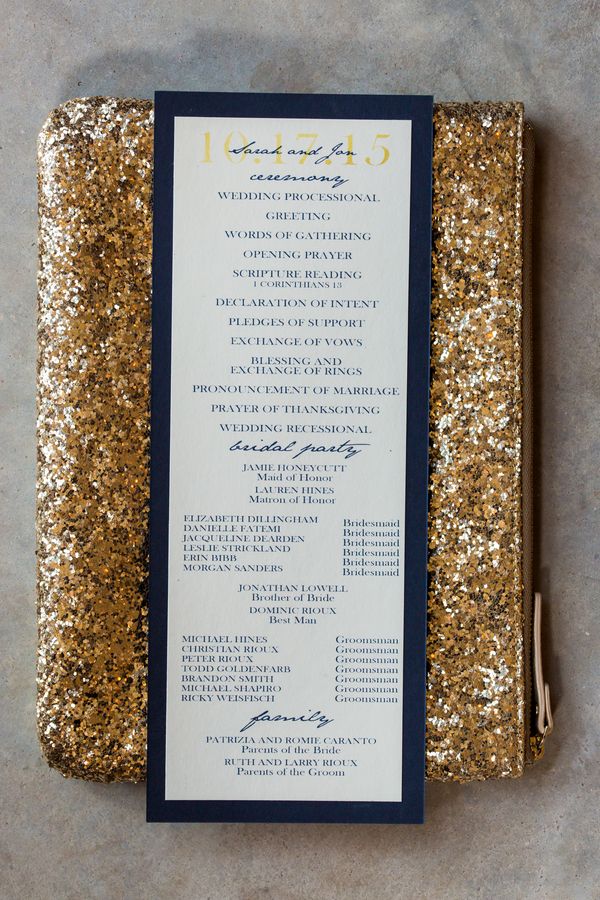 10.17.15
Sarah and Jon
ceremony
WEDDING PROCESSIONAL
GREETING
WORDS OF GATHERING
OPENING PRAYER
SCRIPTURE READING
1 CORINTHIANS 13
DECLARATION OF INTENT
PLEDGES OF SUPPORT
EXCHANGE OF VOWS
BLESSING AND
EXCHANGE OF RINGS
PRONOUNCEMENT OF MARRIAGE
PRAYER OF THANKSGIVING
WEDDING RECESSIONAL
bridal party
JAMIE HONEYCUTT
Maid of Honor
LAUREN HINES
Matron of Honor
ELIZABETH DILLINGHAM Bridesmaid
DANIELLE FATEMI Bridesmaid
JACQUELINE DEARDEN Bridesmaid
LESLIE STRICKLAND Bridesmaid
ERIN BIBB Bridesmaid
MORGAN SANDERS Bridesmaid
JONATHAN LOWELL
Brother of Bride
DOMINIC RIOUX
Best Man
MICHAEL HINES Groomsman
CHRISTIAN RIOUX Groomsman
PETER RIOUX Groomsman
TODD GOLDENFARB Groomsman
BRANDON SMITH Groomsman
MICHAEL SHAPIRO Groomsman
RICKY WEISFISCH Groomsman
family
PATRIZIA AND ROMIE CARANTO
Parents of the Bride
RUTH AND LARRY RIOUX
Parents of the Groom